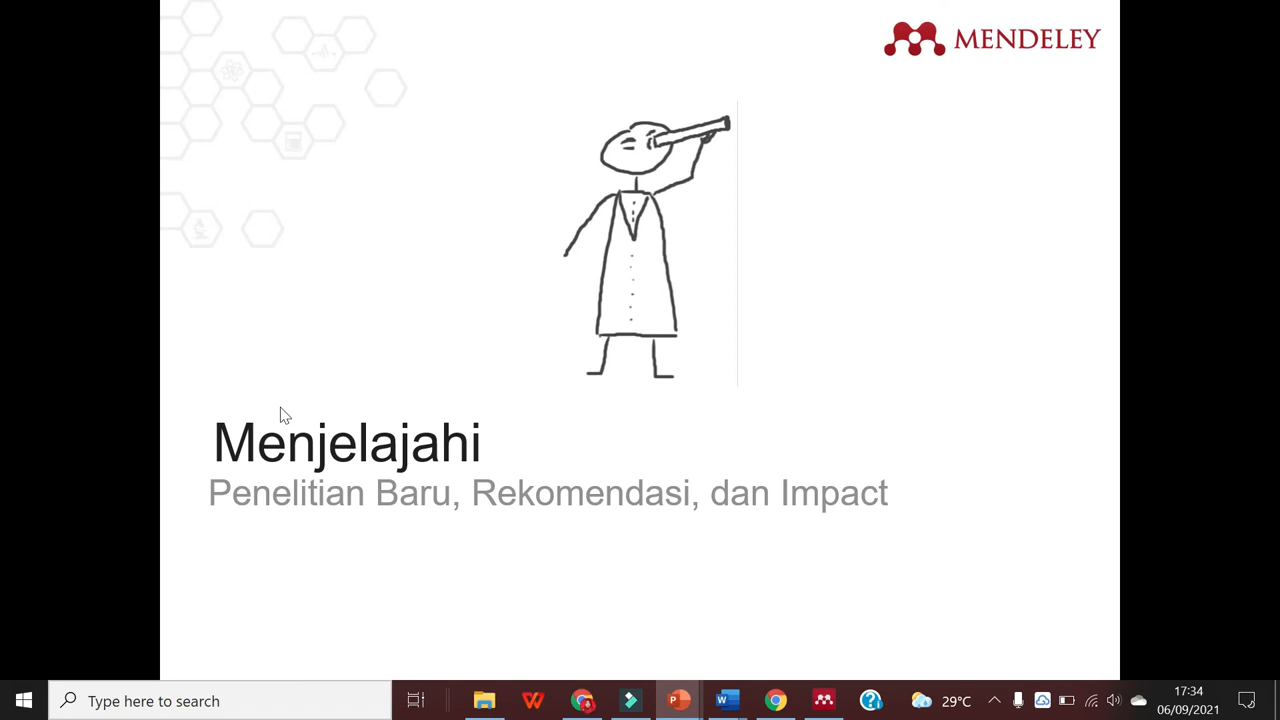 MENDELEY
Menjelajahi
Penelitian Baru, Rekomendasi, dan Impact
Type here to search
29°C
17:34
06/09/2021